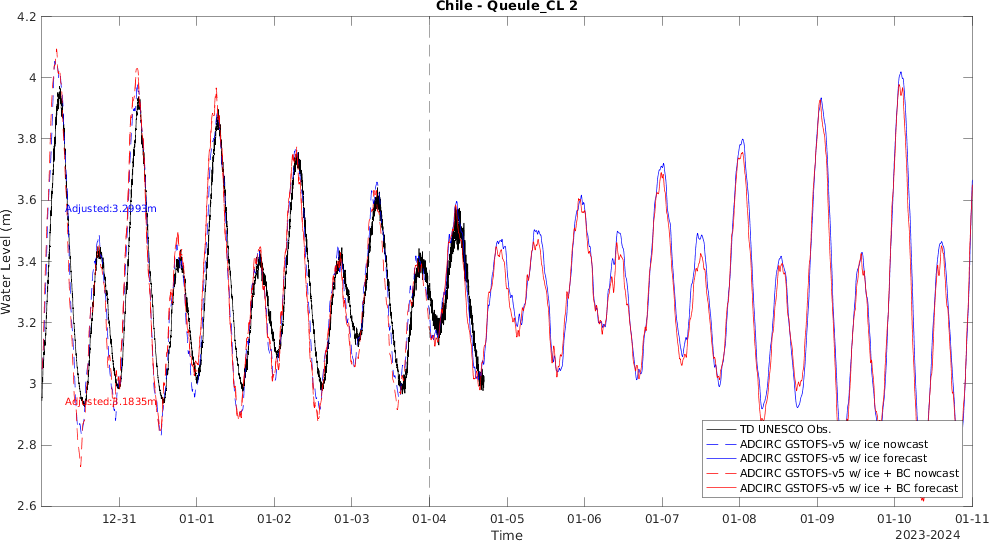 Chile - Queule_CL 2
4.2
4
3.8
3.6
3.4
3.2
3
2.8
2.6
Water Level (m)
Adjusted:3.2993m
Adjusted:3.1835m
TD UNESCO Obs.
ADCIRC GSTOFS-v5 w/ ice nowcast
ADCIRC GSTOFS-v5 w/ ice forecast
ADCIRC GSTOFS-v5 w/ ice + BC nowcast
ADCIRC GSTOFS-v5 w/ ice + BC forecast
12-31 01-01 01-02 01-03 01-04 01-05 01-06 01-07 01-08 01-09 01-10 01-11
Time
2023-2024